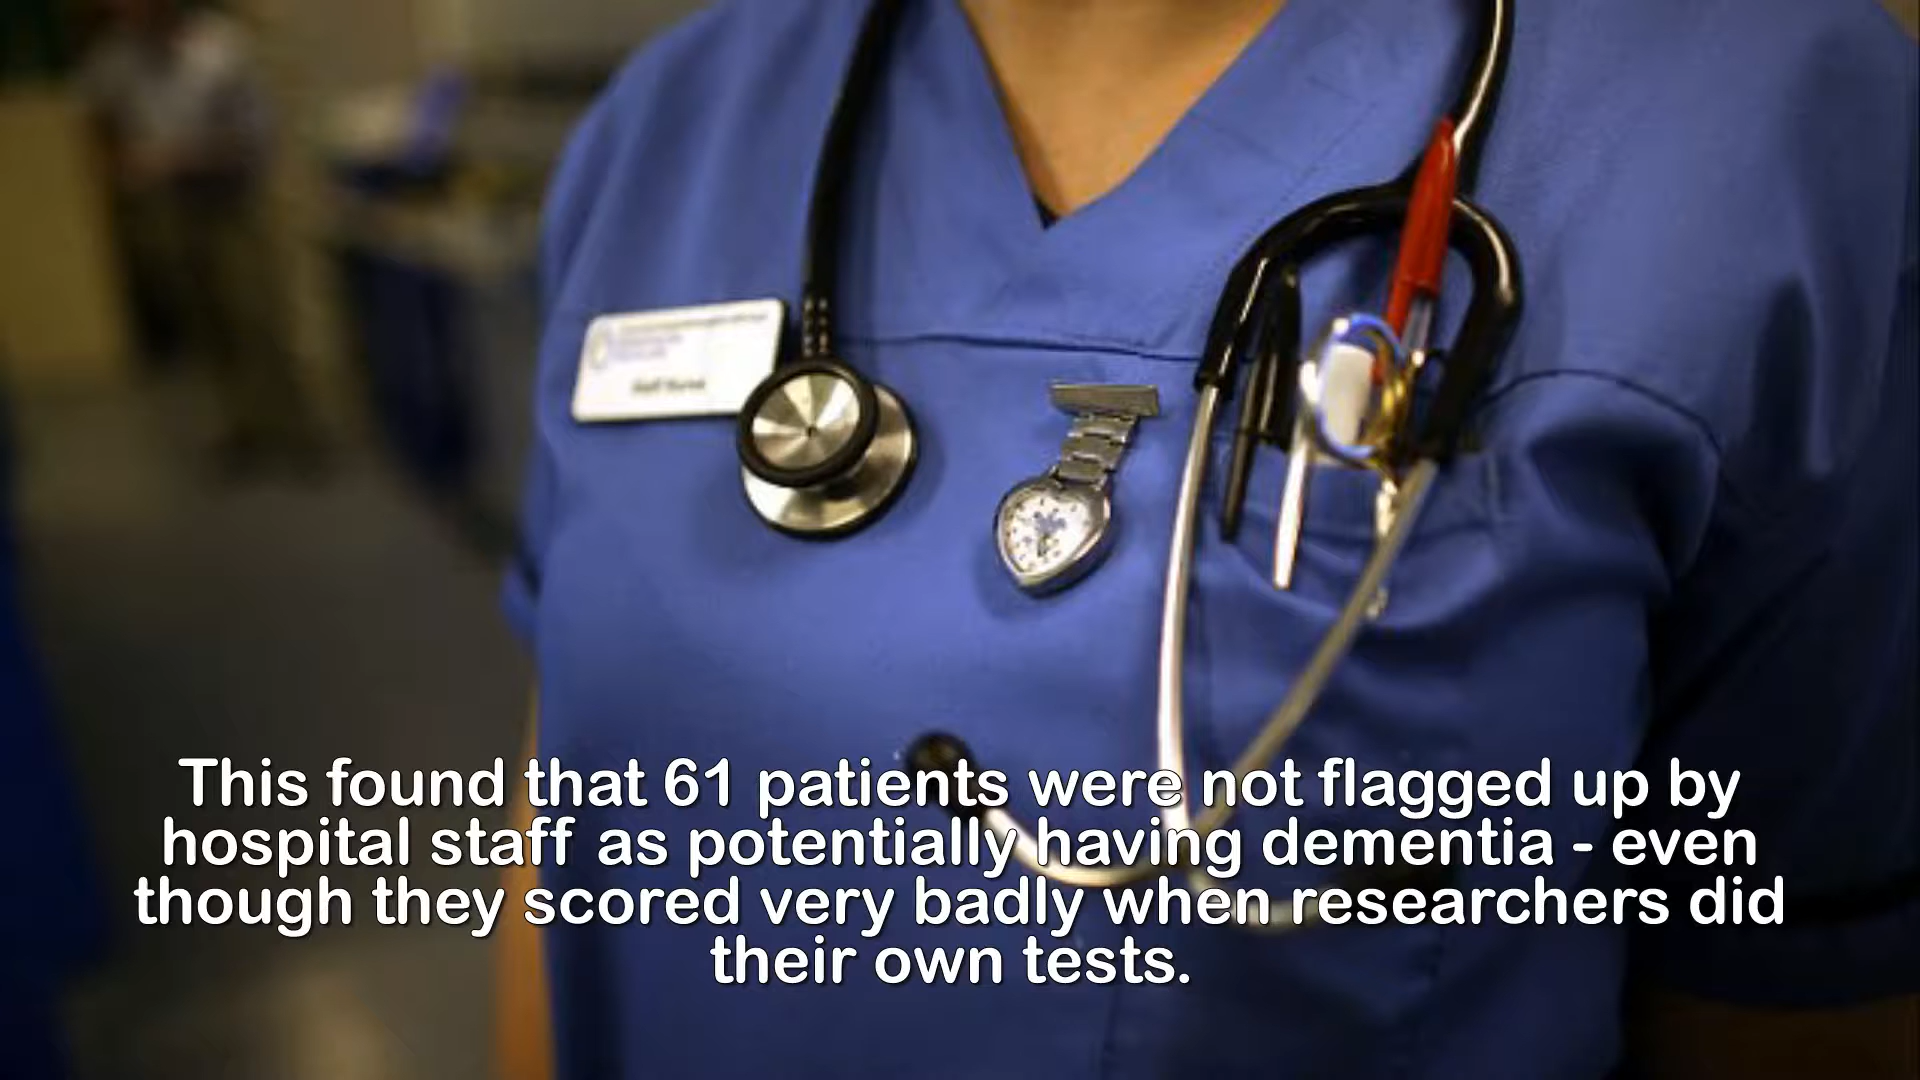 This found that 61 patients were not flagged up by
hospital staff as potentially having dementia - even
though they scored very badly when researchers did
their own tests.